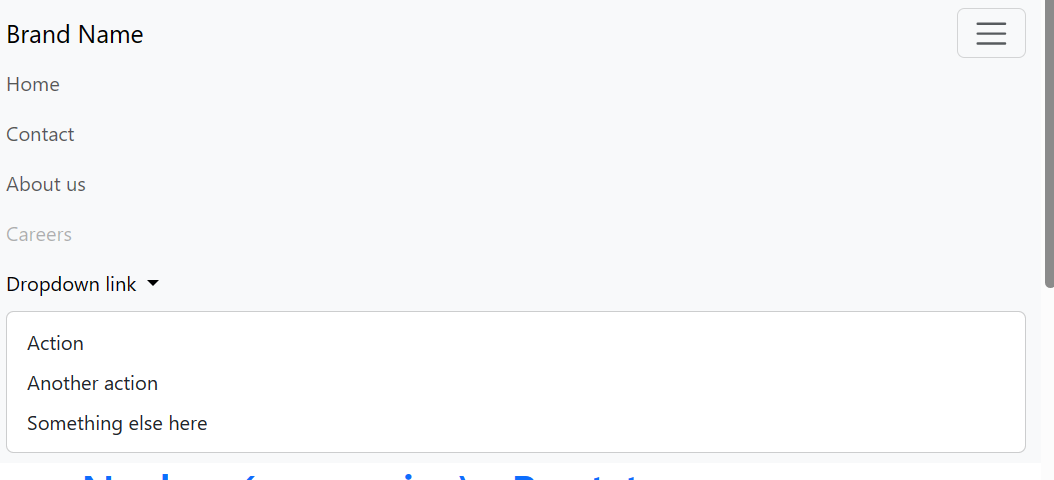 Brand Name
Home
Contact
About us
Careers
Dropdown link
Action
Another action
Something else here